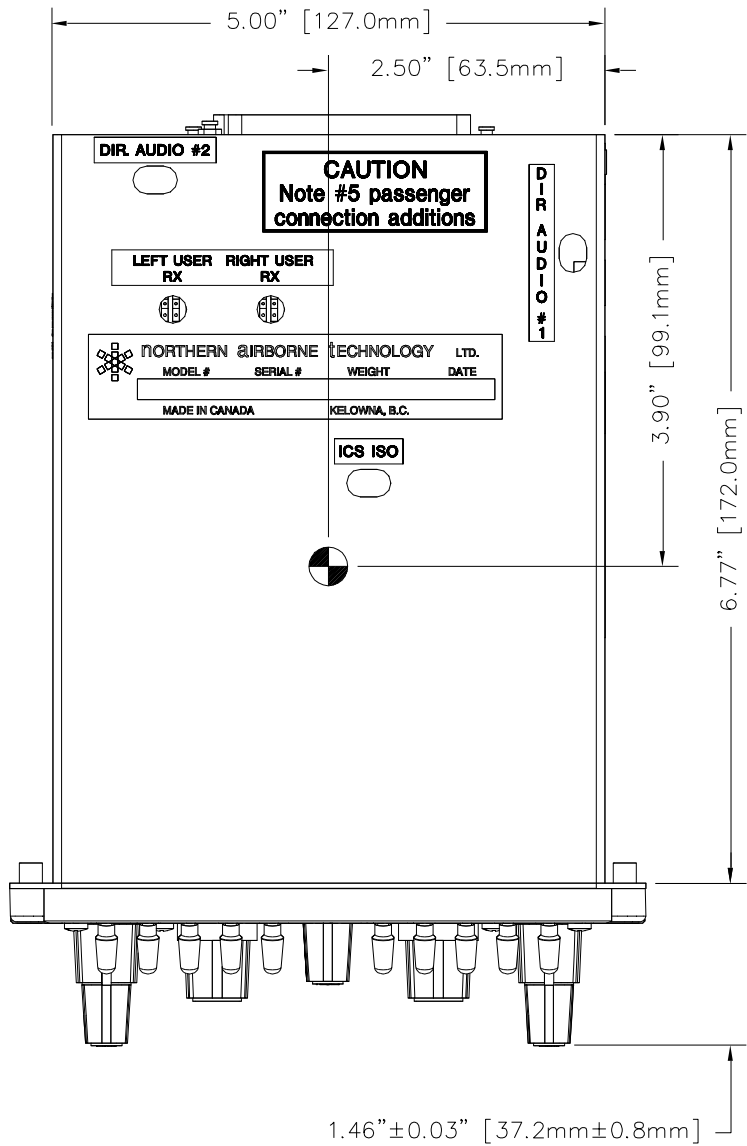 5.00” [127.0mm]
2.50” [63.5mm]
DIR. AUDIO #2
CAUTION
Note #5 passenger
connection additions
DIR AUDIO #1
LEFT USER RX
RIGHT USER RX
NORTHERN AIRBORNE TECHNOLOGY LTD.
MODEL # SERIAL # WEIGHT DATE
MADE IN CANADA KELOWNA, B.C.
ICS ISO
3.90” [99.1mm]
6.77” [172.0mm]
1.46”±0.03” [37.2mm±0.8mm]